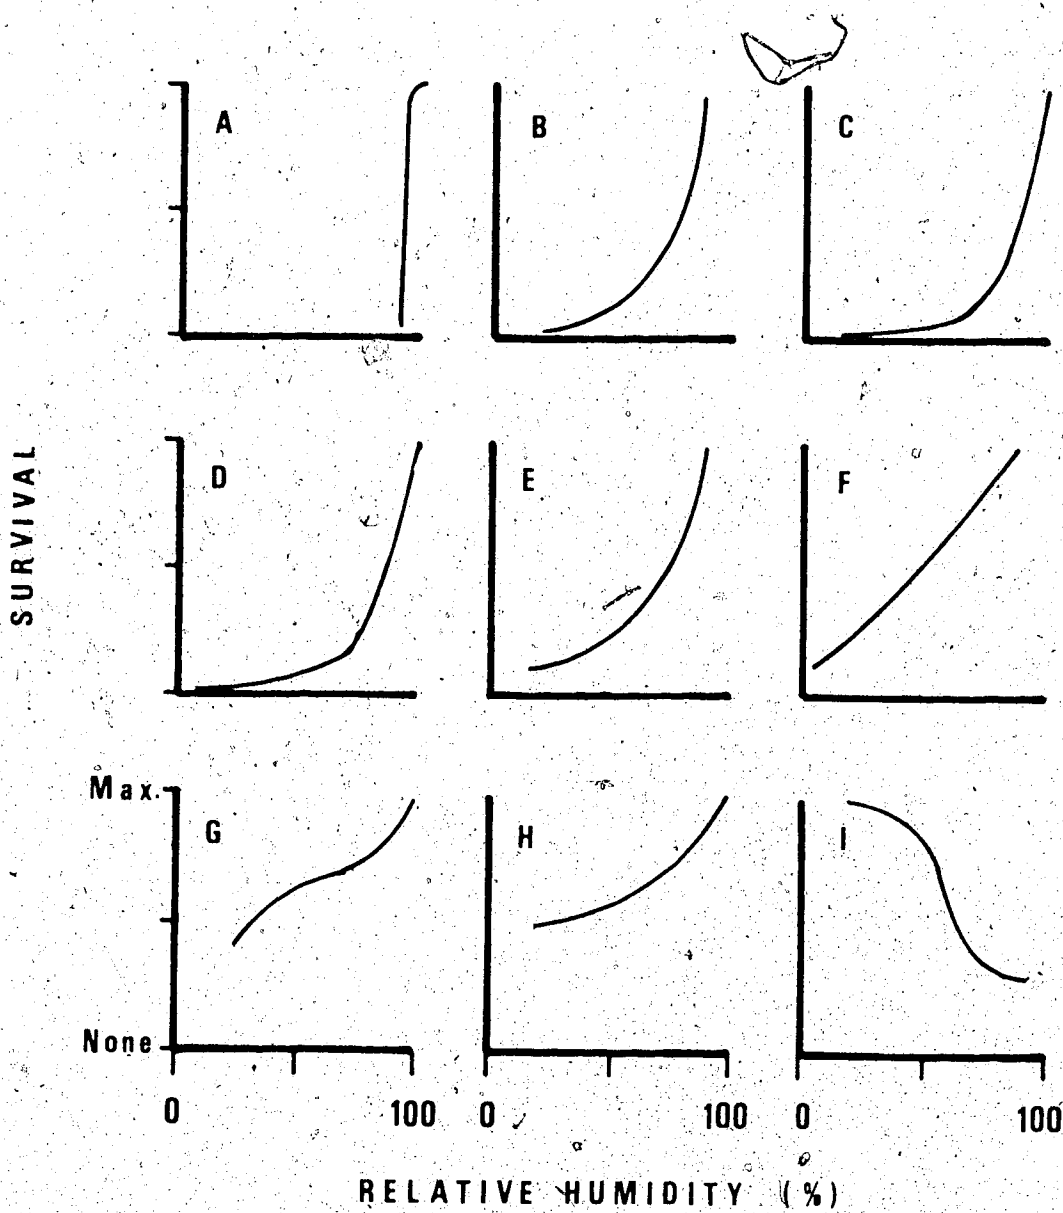 A B C
D E F
SURVIVAL
Max.
G H I
None
0 100 0 100 0 100
RELATIVE HUMIDITY (%)